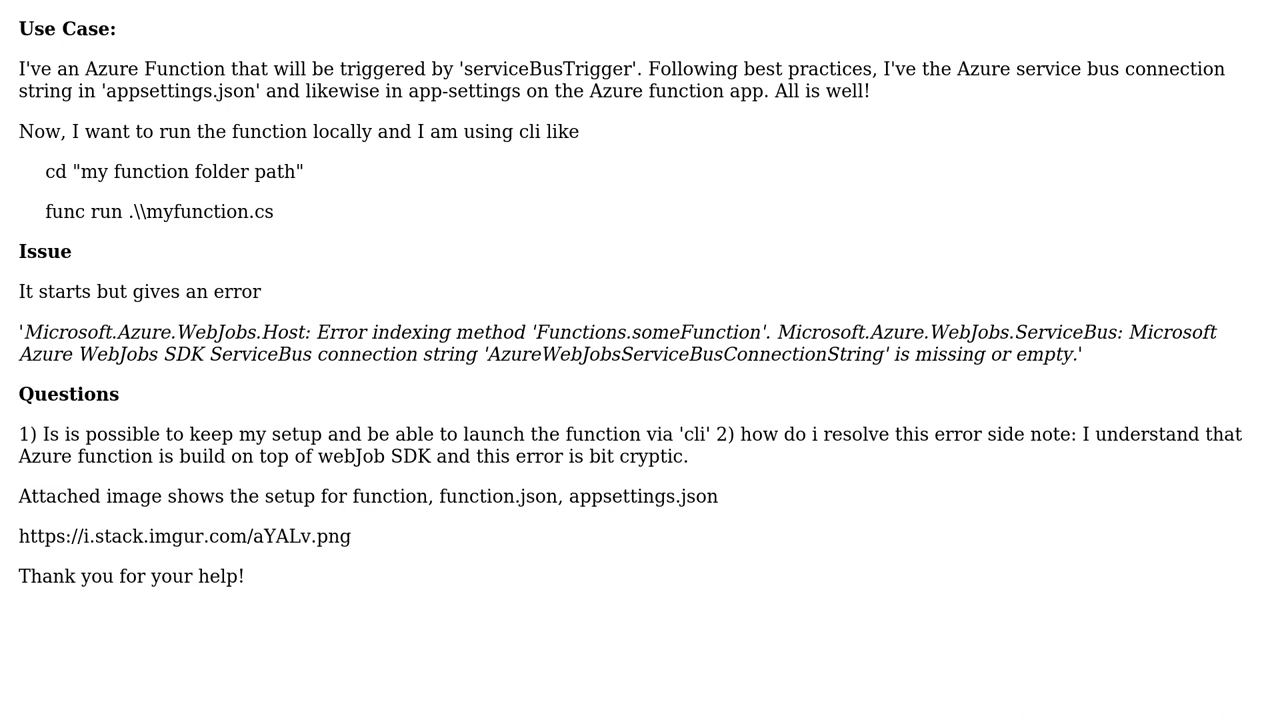 Use Case:
I've an Azure Function that will be triggered by 'serviceBusTrigger'. Following best practices, I've the Azure service bus connection
string in 'appsettings.json' and likewise in app-settings on the Azure function app. All is well!
Now, I want to run the function locally and I am using cli like
cd "my function folder path"
func run .\\myfunction.cs
Issue
It starts but gives an error
'Microsoft.Azure.WebJobs.Host: Error indexing method 'Functions.someFunction'. Microsoft.Azure.WebJobs.ServiceBus: Microsoft
Azure WebJobs SDK ServiceBus connection string 'AzureWebJobsServiceBusConnectionString' is missing or empty.'
Questions
1) Is is possible to keep my setup and be able to launch the function via 'cli' 2) how do i resolve this error side note: I understand that
Azure function is build on top of webJob SDK and this error is bit cryptic.
Attached image shows the setup for function, function.json, appsettings.json
https://i.stack.imgur.com/aYALv.png
Thank you for your help!